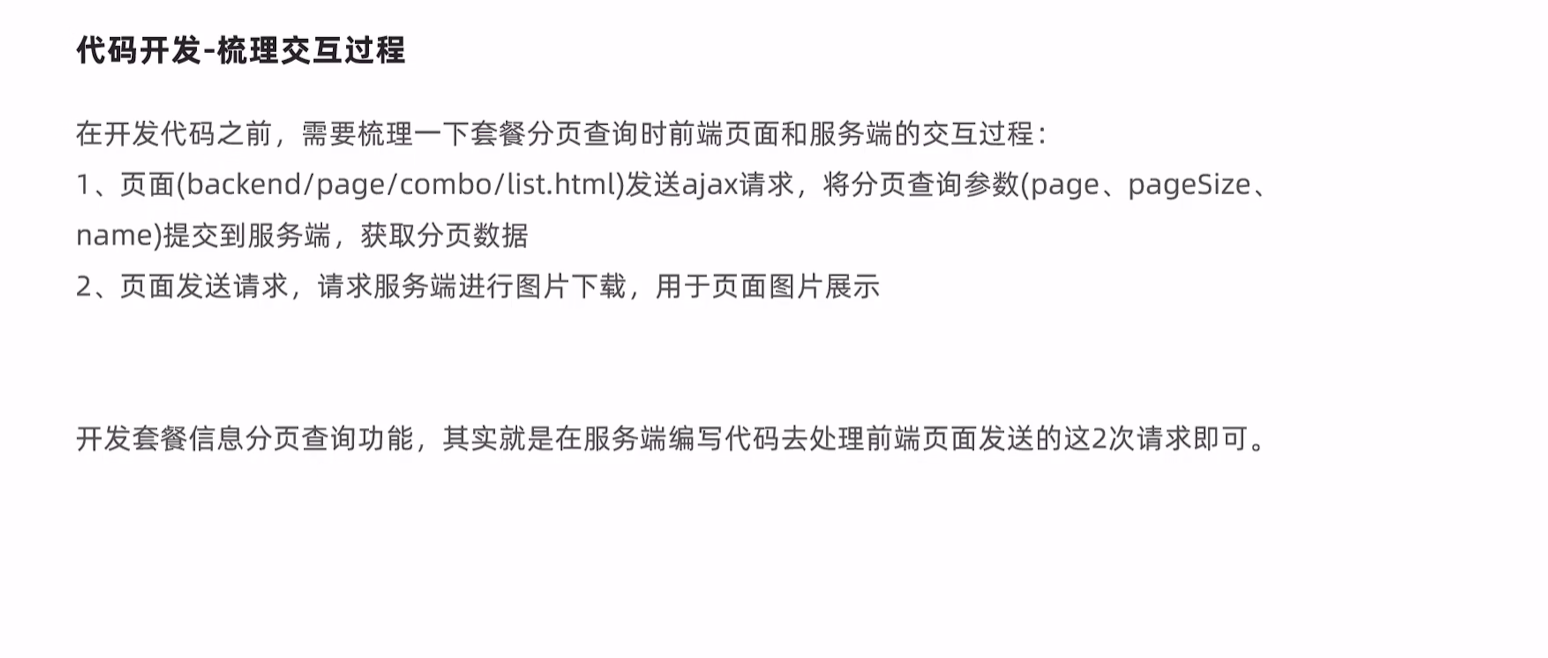 代码开发-梳理交互过程
在开发代码之前，需要梳理一下套餐分页查询时前端页面和服务端的交互过程：
1、页面(backend/page/combo/list.html)发送ajax请求，将分页查询参数(page、pageSize、
name)提交到服务端，获取分页数据
2、页面发送请求，请求服务端进行图片下载，用于页面图片展示
开发套餐信息分页查询功能，其实就是在服务端编写代码去处理前端页面发送的这2次请求即可。